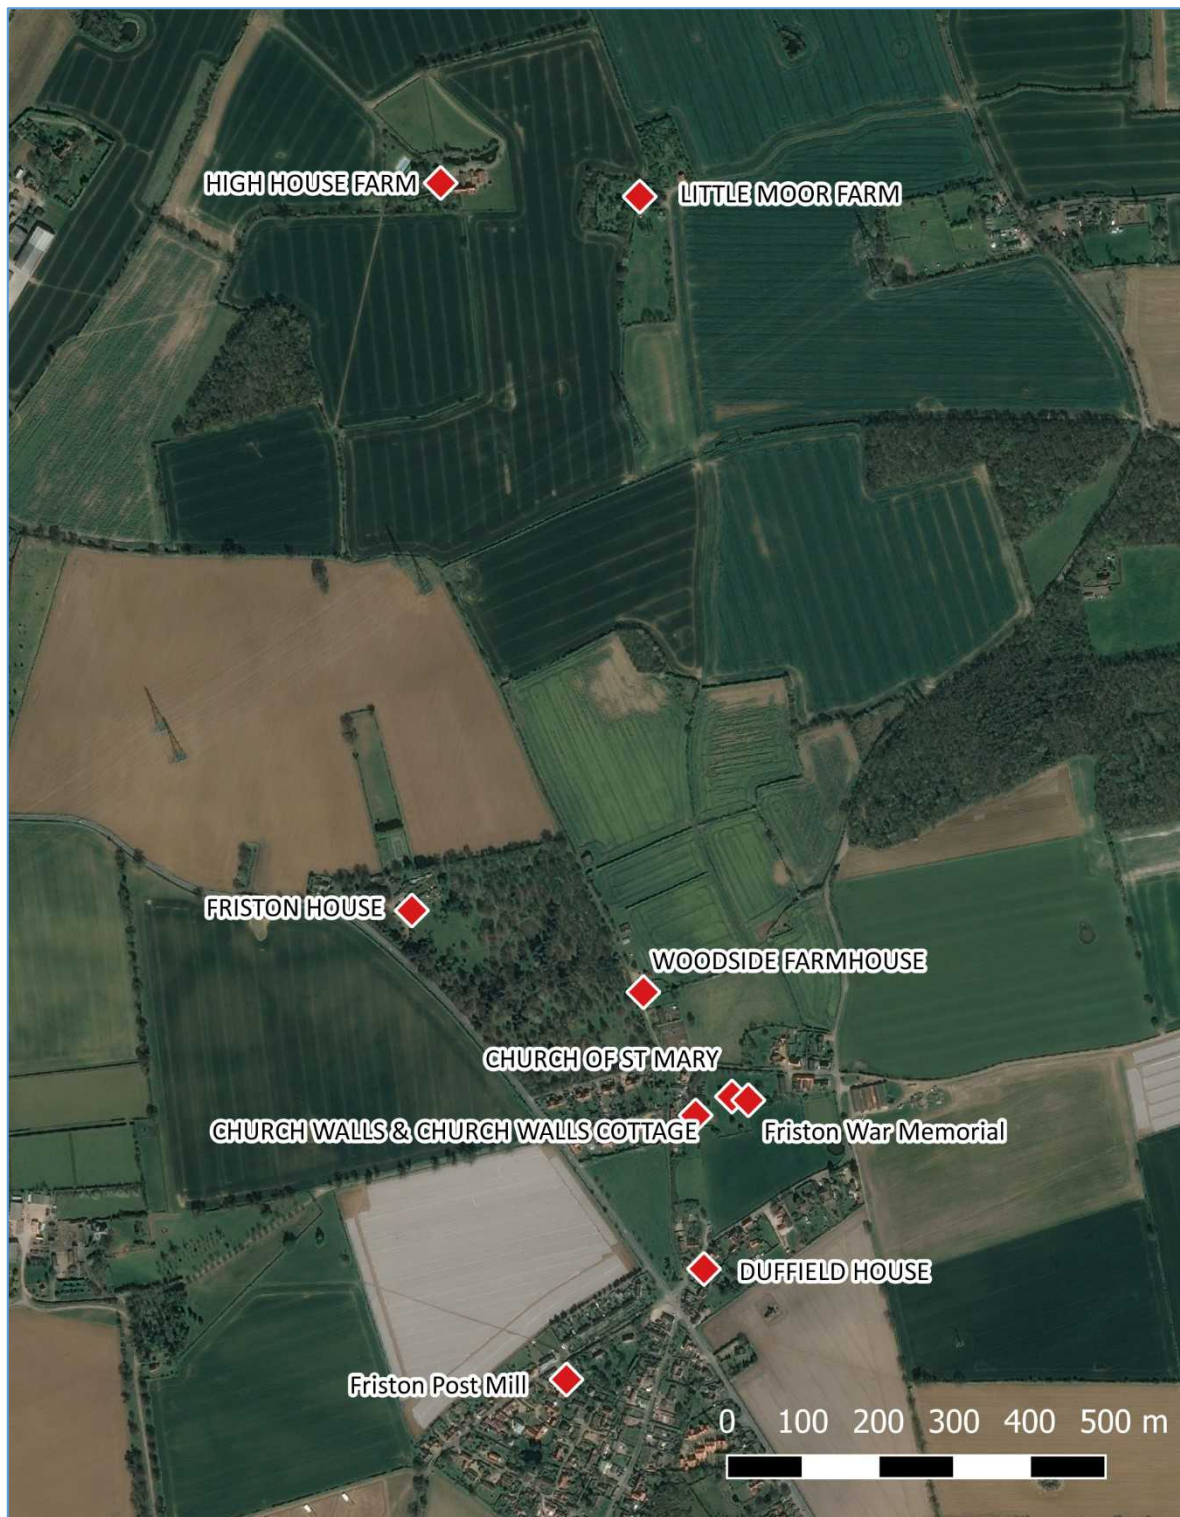 HIGH HOUSE FARM
LITTLE MOOR FARM
FRISTON HOUSE
WOODSIDE FARMHOUSE
CHURCH OF ST MARY
CHURCH WALLS & CHURCH WALLS COTTAGE
Friston War Memorial
DUFFIELD HOUSE
Friston Post Mill
0 100 200 300 400 500 m